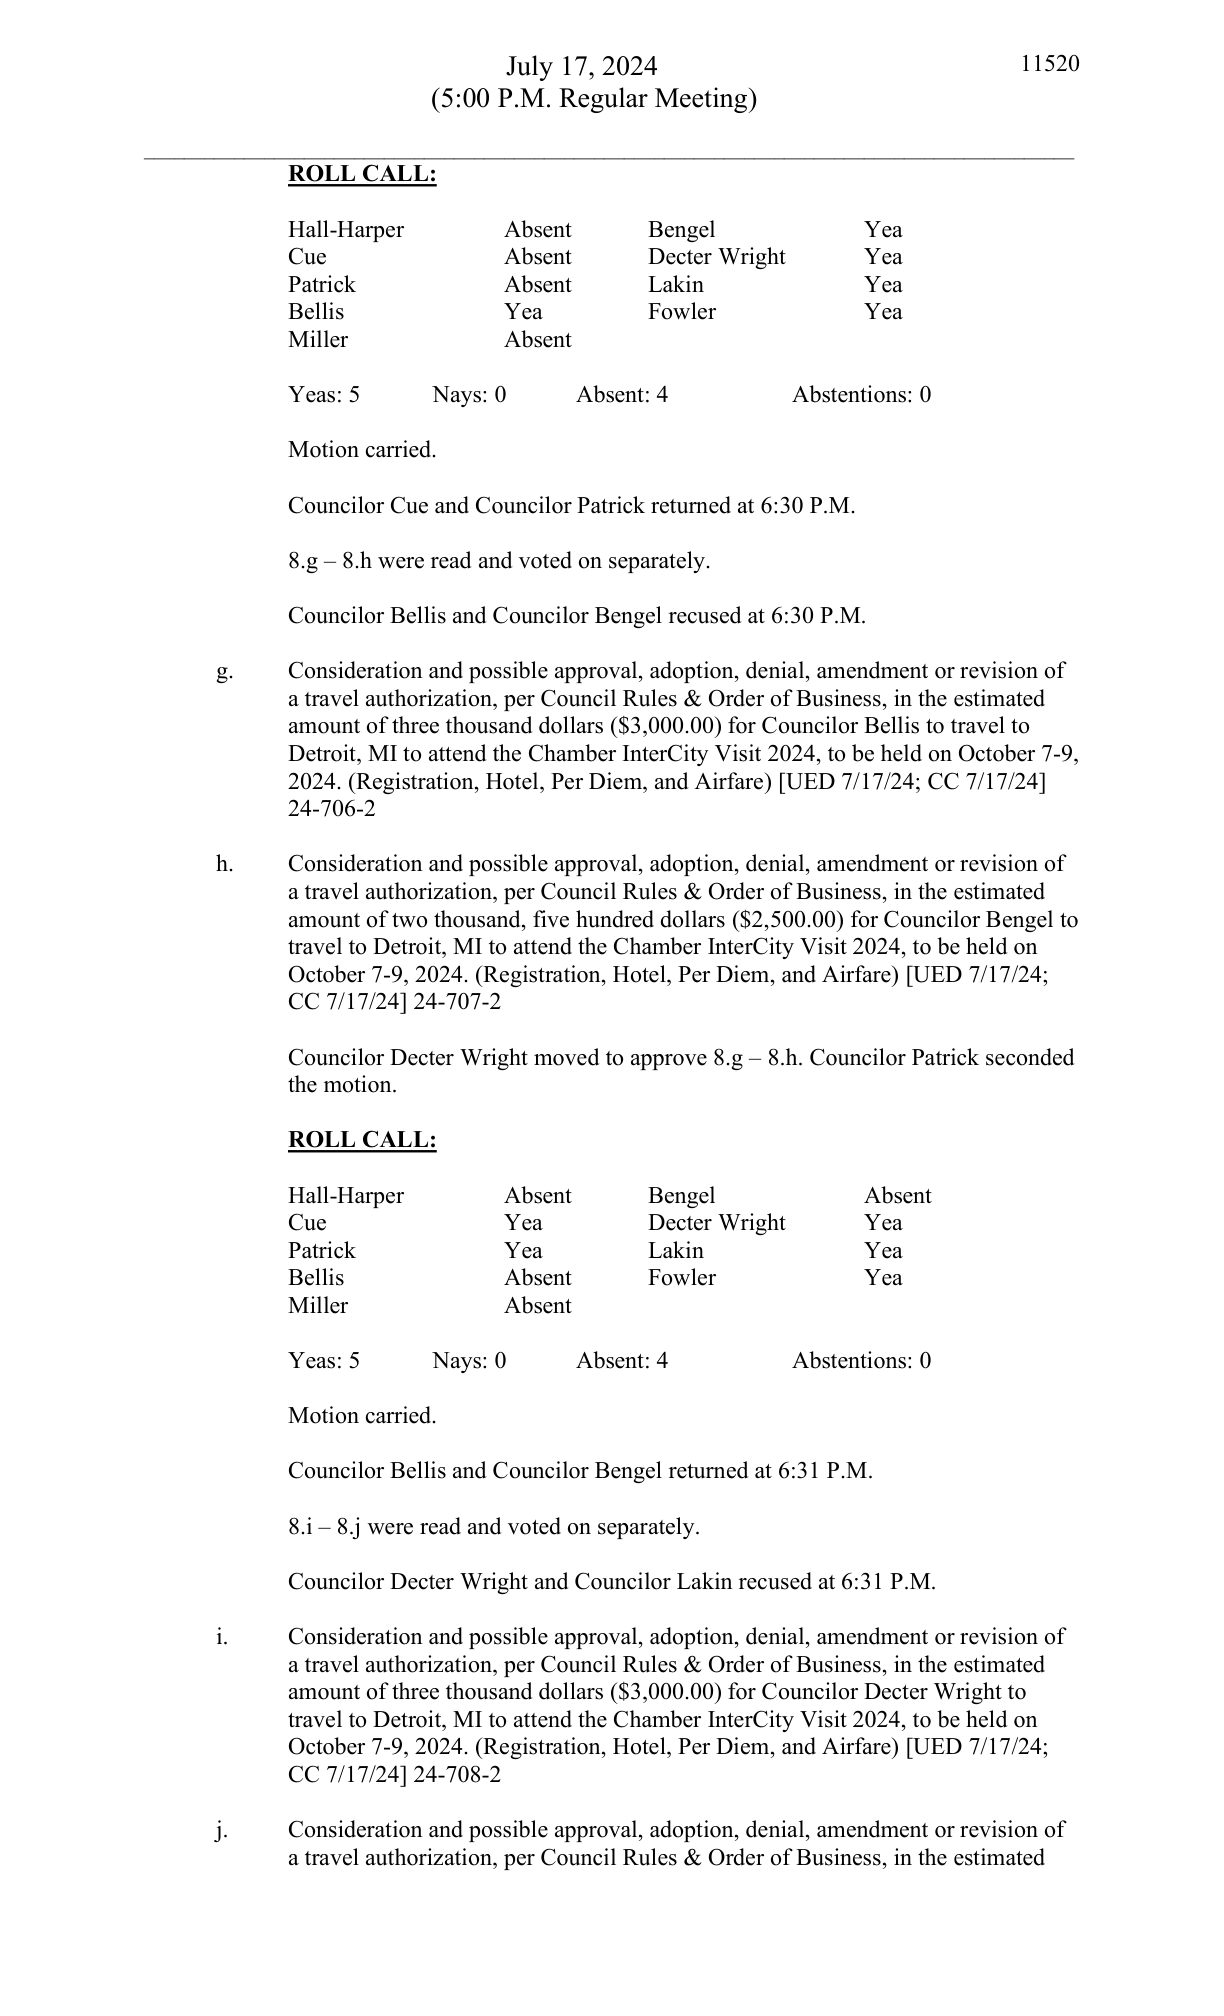 July 17, 2024 11520
(5:00 P.M. Regular Meeting)
ROLL CALL:
Hall-Harper Absent Bengel Yea
Cue Absent Decter Wright Yea
Patrick Absent Lakin Yea
Bellis Yea Fowler Yea
Miller Absent
Yeas: 5 Nays: 0 Absent: 4 Abstentions: 0
Motion carried.
Councilor Cue and Councilor Patrick returned at 6:30 P.M.
8.g – 8.h were read and voted on separately.
Councilor Bellis and Councilor Bengel recused at 6:30 P.M.
g. Consideration and possible approval, adoption, denial, amendment or revision of
a travel authorization, per Council Rules & Order of Business, in the estimated
amount of three thousand dollars ($3,000.00) for Councilor Bellis to travel to
Detroit, MI to attend the Chamber InterCity Visit 2024, to be held on October 7-9,
2024. (Registration, Hotel, Per Diem, and Airfare) [UED 7/17/24; CC 7/17/24]
24-706-2
h. Consideration and possible approval, adoption, denial, amendment or revision of
a travel authorization, per Council Rules & Order of Business, in the estimated
amount of two thousand, five hundred dollars ($2,500.00) for Councilor Bengel to
travel to Detroit, MI to attend the Chamber InterCity Visit 2024, to be held on
October 7-9, 2024. (Registration, Hotel, Per Diem, and Airfare) [UED 7/17/24;
CC 7/17/24] 24-707-2
Councilor Decter Wright moved to approve 8.g – 8.h. Councilor Patrick seconded
the motion.
ROLL CALL:
Hall-Harper Absent Bengel Absent
Cue Yea Decter Wright Yea
Patrick Yea Lakin Yea
Bellis Absent Fowler Yea
Miller Absent
Yeas: 5 Nays: 0 Absent: 4 Abstentions: 0
Motion carried.
Councilor Bellis and Councilor Bengel returned at 6:31 P.M.
8.i – 8.j were read and voted on separately.
Councilor Decter Wright and Councilor Lakin recused at 6:31 P.M.
i. Consideration and possible approval, adoption, denial, amendment or revision of
a travel authorization, per Council Rules & Order of Business, in the estimated
amount of three thousand dollars ($3,000.00) for Councilor Decter Wright to
travel to Detroit, MI to attend the Chamber InterCity Visit 2024, to be held on
October 7-9, 2024. (Registration, Hotel, Per Diem, and Airfare) [UED 7/17/24;
CC 7/17/24] 24-708-2
j. Consideration and possible approval, adoption, denial, amendment or revision of
a travel authorization, per Council Rules & Order of Business, in the estimated